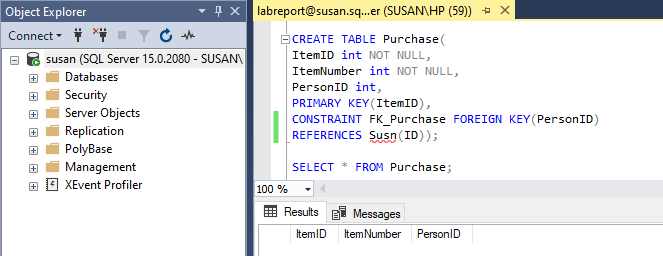 Object Explorer
Connect
susan (SQL Server 15.0.2080 - SUSAN\
Databases
Security
Server Objects
Replication
PolyBase
Management
XEvent Profiler
labreport@susan.sq...er (SUSAN\HP (59))
CREATE TABLE Purchase(
ItemID int NOT NULL,
ItemNumber int NOT NULL,
PersonID int,
PRIMARY KEY(ItemID),
CONSTRAINT FK_Purchase FOREIGN KEY(PersonID)
REFERENCES Susn(ID));
SELECT * FROM Purchase;
100 %
Results Messages
ItemID ItemNumber PersonID